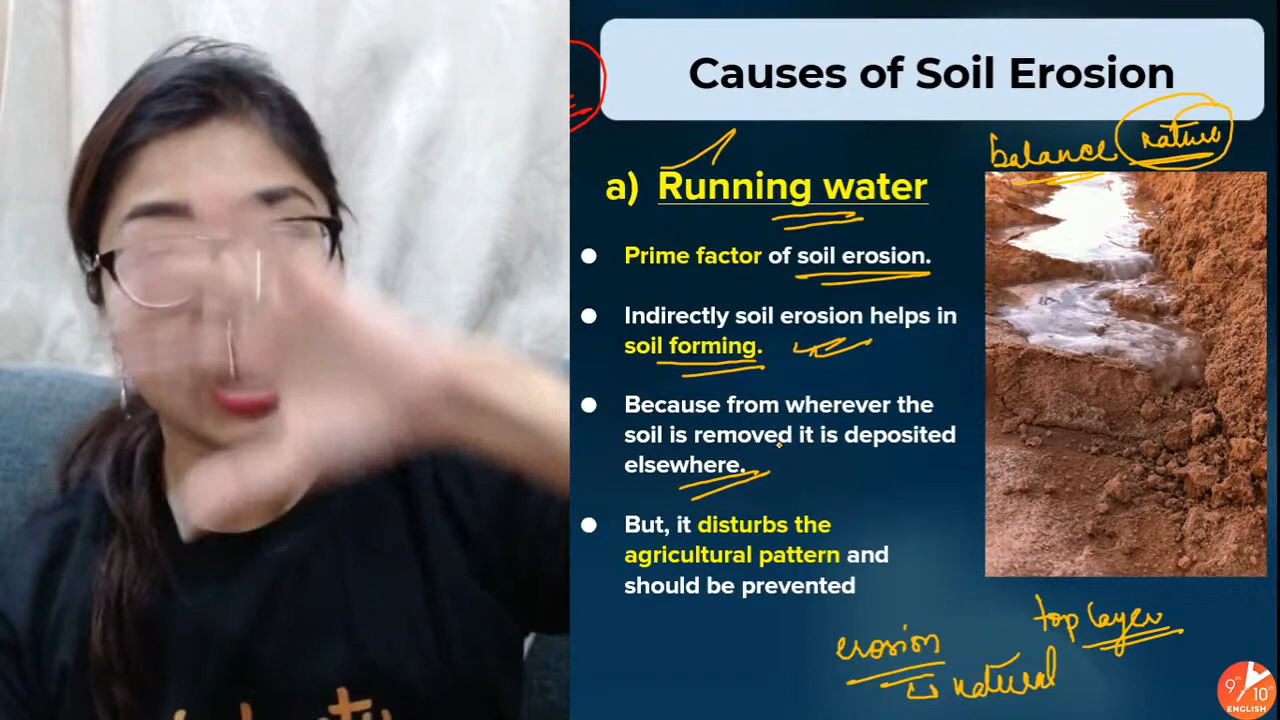 Causes of Soil Erosion
balance nature
a) Running water
● Prime factor of soil erosion.
● Indirectly soil erosion helps in
soil forming.
● Because from wherever the
soil is removed it is deposited
elsewhere.
● But, it disturbs the
agricultural pattern and
should be prevented
top layer
erosion
natural
9th 10th
ENGLISH